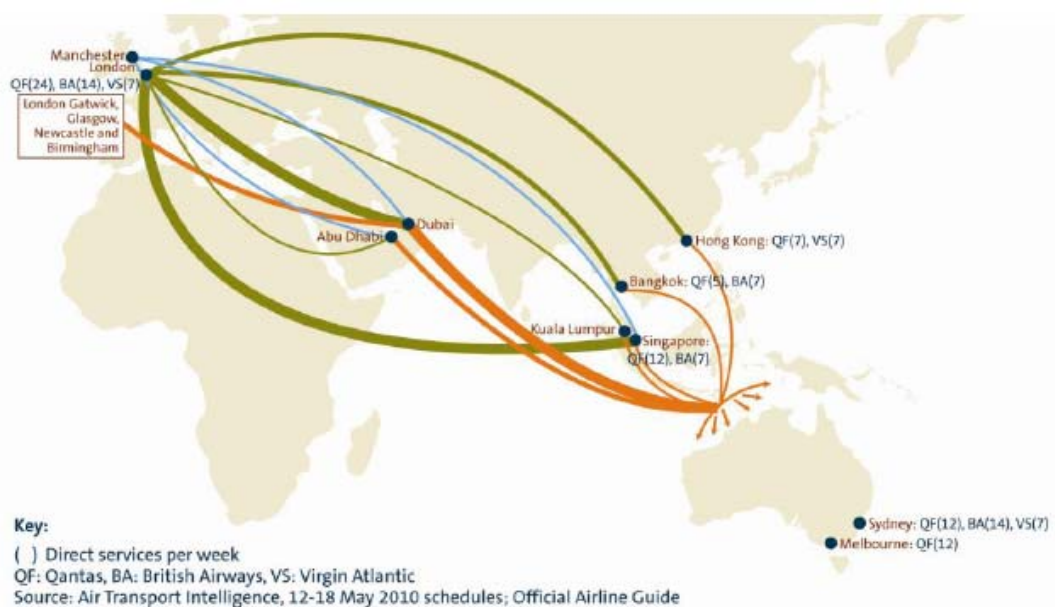 Manchester
London
QF(24), BA(14), VS(7)
London Gatwick,
Glasgow,
Newcastle and
Birmingham
Dubai
Abu Dhabi
Hong Kong: QF(7), VS(7)
Bangkok: QF(5), BA(7)
Kuala Lumpur
Singapore:
QF(12), BA(7)
Sydney: QF(12), BA(14), VS(7)
Melbourne: QF(12)
Key:
( ) Direct services per week
QF: Qantas, BA: British Airways, VS: Virgin Atlantic
Source: Air Transport Intelligence, 12-18 May 2010 schedules; Official Airline Guide